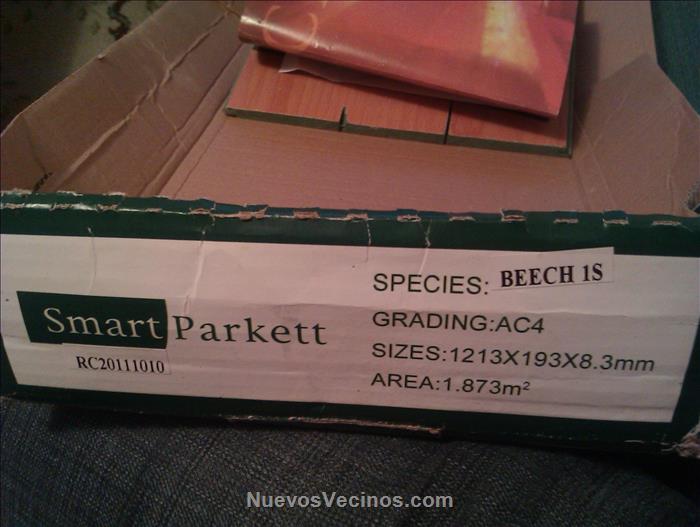 SPECIES: BEECH 1S
Smart Parkett
GRADING:AC4
RC20111010
SIZES:1213X193X8.3mm
AREA:1.873m²
NuevosVecinos.com